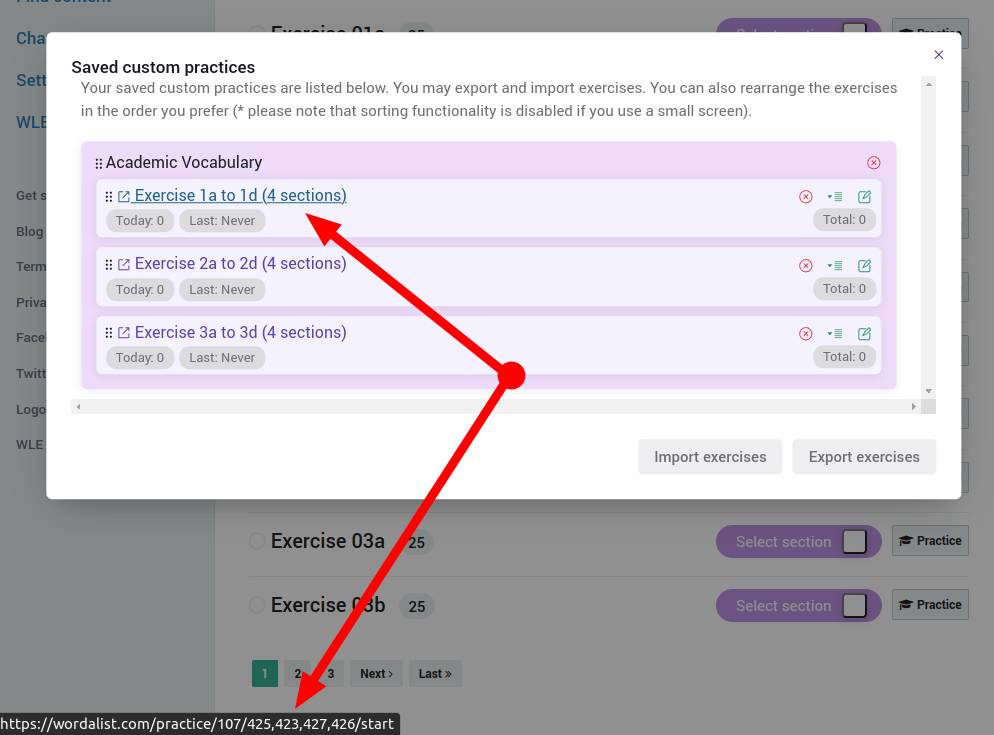 Find content
Exercise 01c 25 Select section Practice
Cha
Saved custom practices
Your saved custom practices are listed below. You may export and import exercises. You can also rearrange the exercises
in the order you prefer (* please note that sorting functionality is disabled if you use a small screen).
Sett
WLE
Academic Vocabulary
Get s
Exercise 1a to 1d (4 sections)
Today: 0 Last: Never Total: 0
Blog
Term
Exercise 2a to 2d (4 sections)
Today: 0 Last: Never Total: 0
Priva
Face
Exercise 3a to 3d (4 sections)
Today: 0 Last: Never Total: 0
Twitt
Logo
WLE
Import exercises Export exercises
Exercise 03a 25 Select section Practice
Exercise 03b 25 Select section Practice
1 2 3 Next › Last »
https://wordalist.com/practice/107/425,423,427,426/start